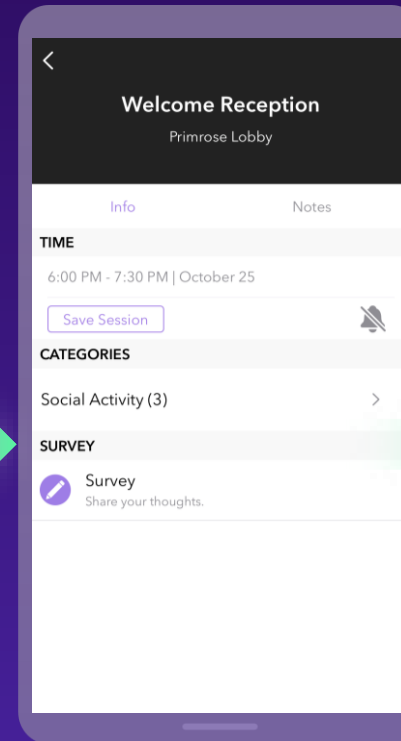 Welcome Reception
Primrose Lobby
Info Notes
TIME
6:00 PM - 7:30 PM | October 25
Save Session
CATEGORIES
Social Activity (3)
SURVEY
Survey
Share your thoughts.